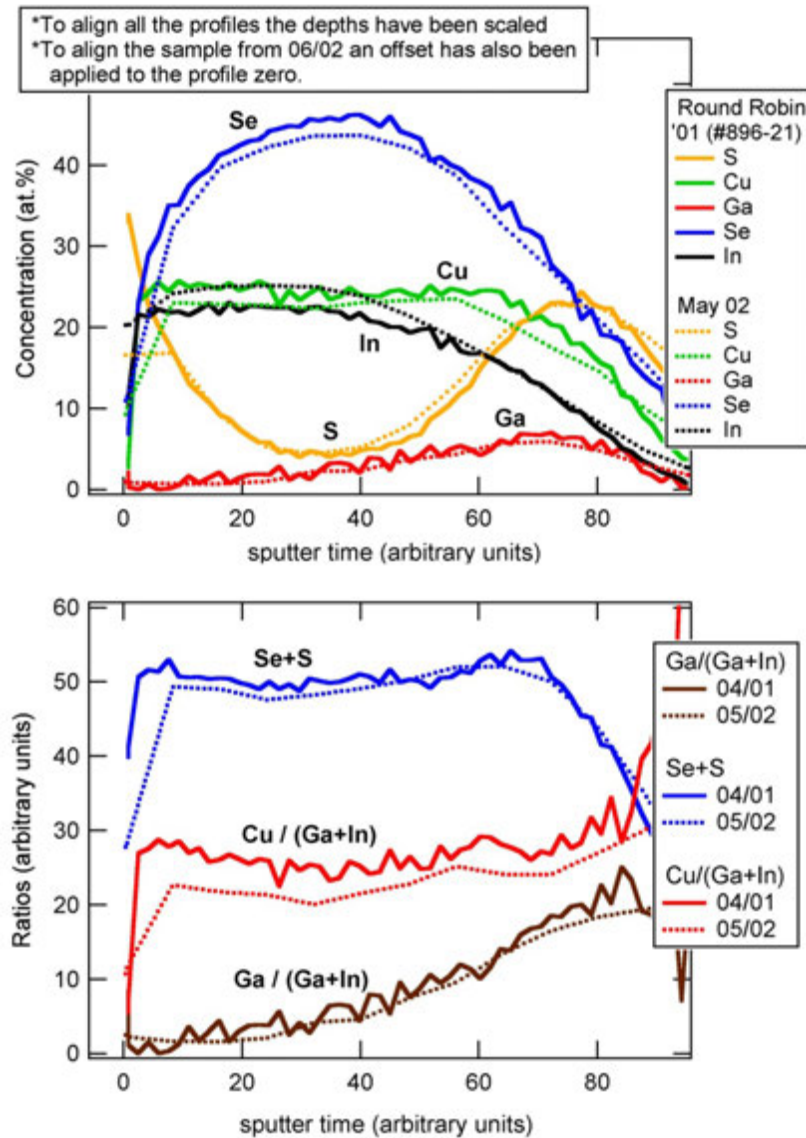 *To align all the profiles the depths have been scaled
*To align the sample from 06/02 an offset has also been
applied to the profile zero.
Round Robin
'01 (#896-21)
S
Cu
Ga
Se
In
May 02
S
Cu
Ga
Se
In
Se
Cu
In
S
Ga
Concentration (at.%)
40
30
20
10
0
0
20
40
60
80
sputter time (arbitrary units)
Ratios (arbitrary units)
60
50
40
30
20
10
0
Se+S
Cu / (Ga+In)
Ga / (Ga+In)
Ga/(Ga+In)
04/01
05/02
Se+S
04/01
05/02
Cu/(Ga+In)
04/01
05/02
0
20
40
60
80
sputter time (arbitrary units)